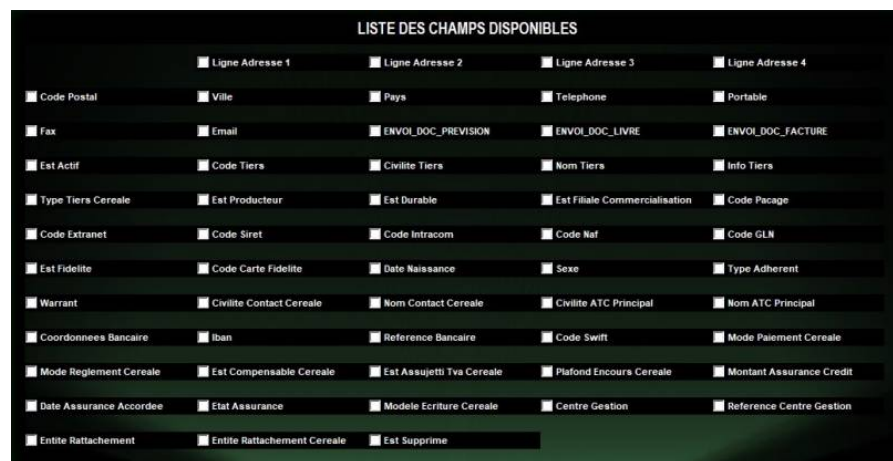 LISTE DES CHAMPS DISPONIBLES
Ligne Adresse 1 Ligne Adresse 2 Ligne Adresse 3 Ligne Adresse 4
Code Postal Ville Pays Telephone Portable
Fax Email ENVOI_DOC_PREVISION ENVOI_DOC_LIVRE ENVOI_DOC_FACTURE
Est Actif Code Tiers Civilite Tiers Nom Tiers Info Tiers
Type Tiers Cereale Est Producteur Est Durable Est Filiale Commercialisation Code Pacage
Code Extranet Code Siret Code Intracom Code Naf Code GLN
Est Fidelite Code Carte Fidelite Date Naissance Sexe Type Adherent
Warrant Civilite Contact Cereale Nom Contact Cereale Civilite ATC Principal Nom ATC Principal
Coordonnees Bancaire Iban Reference Bancaire Code Swift Mode Paiement Cereale
Mode Reglement Cereale Est Compensable Cereale Est Assujetti Tva Cereale Plafond Encours Cereale Montant Assurance Credit
Date Assurance Accordee Etat Assurance Modele Ecriture Cereale Centre Gestion Reference Centre Gestion
Entite Rattachement Entite Rattachement Cereale Est Supprime